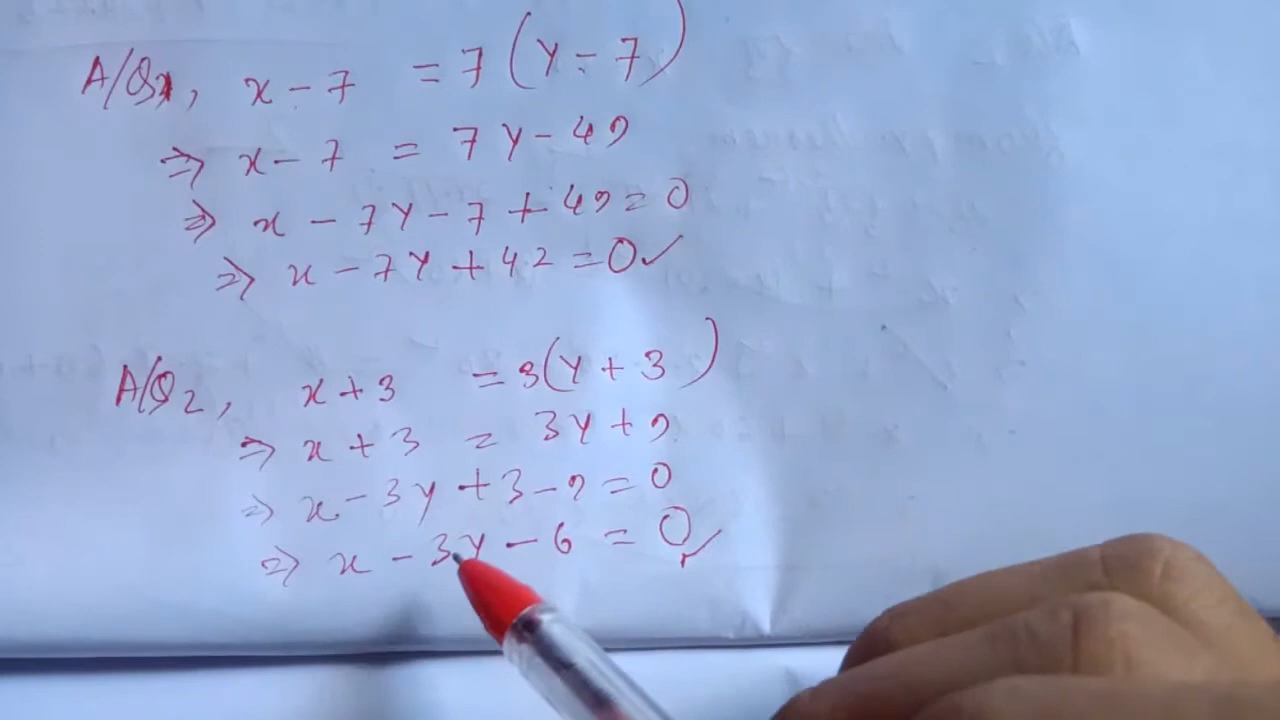 A/Q1, x - 7 = 7(y - 7)
⇒ x - 7 = 7y - 49
⇒ x - 7y - 7 + 49 = 0
⇒ x - 7y + 42 = 0 ✓
A/Q2, x + 3 = 3(y + 3)
⇒ x + 3 = 3y + 9
⇒ x - 3y + 3 - 9 = 0
⇒ x - 3y - 6 = 0 ✓